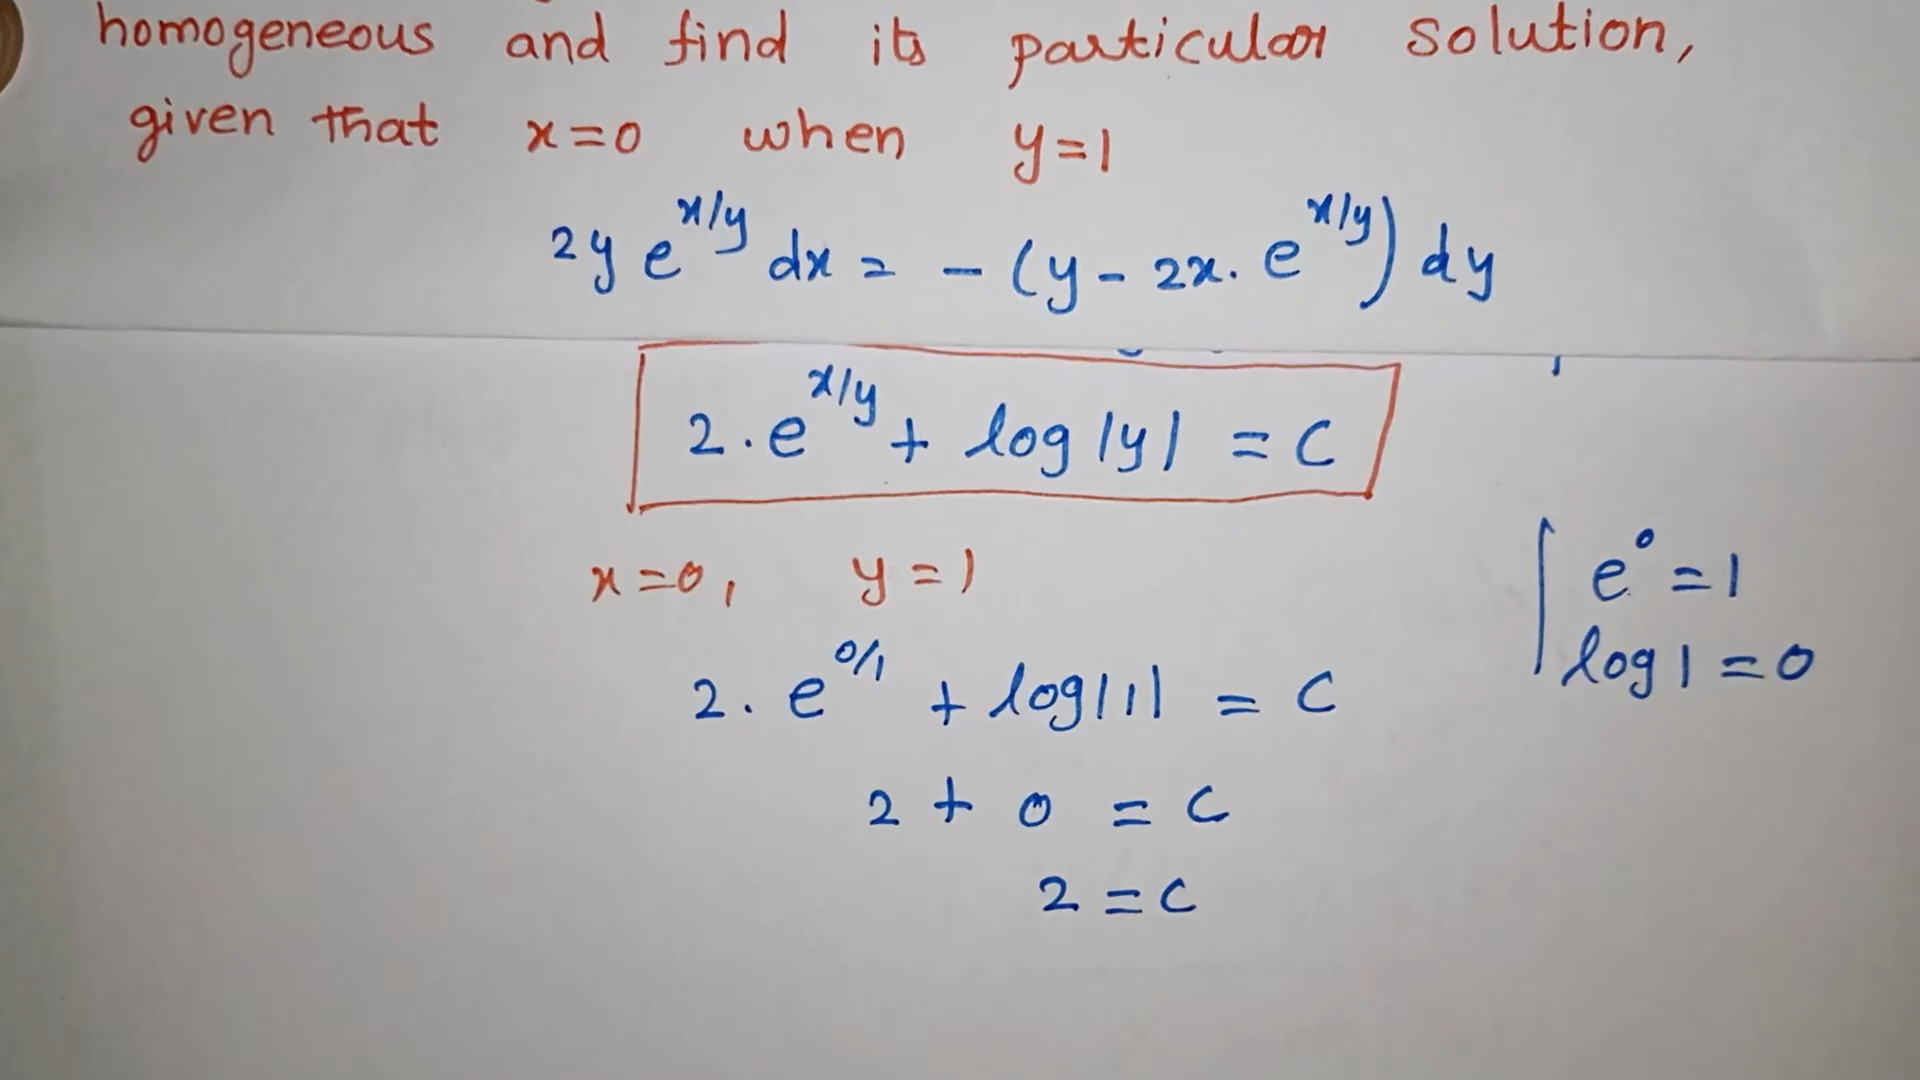 homogeneous and find its particular solution,
given that x=0 when y=1
2y e^{x/y} dx = - (y - 2x. e^{x/y}) dy
2. e^{x/y} + log |y| = C
x=0, y=1
e^0 = 1
log 1 = 0
2. e^{0/1} + log|1| = C
2 + 0 = C
2 = C